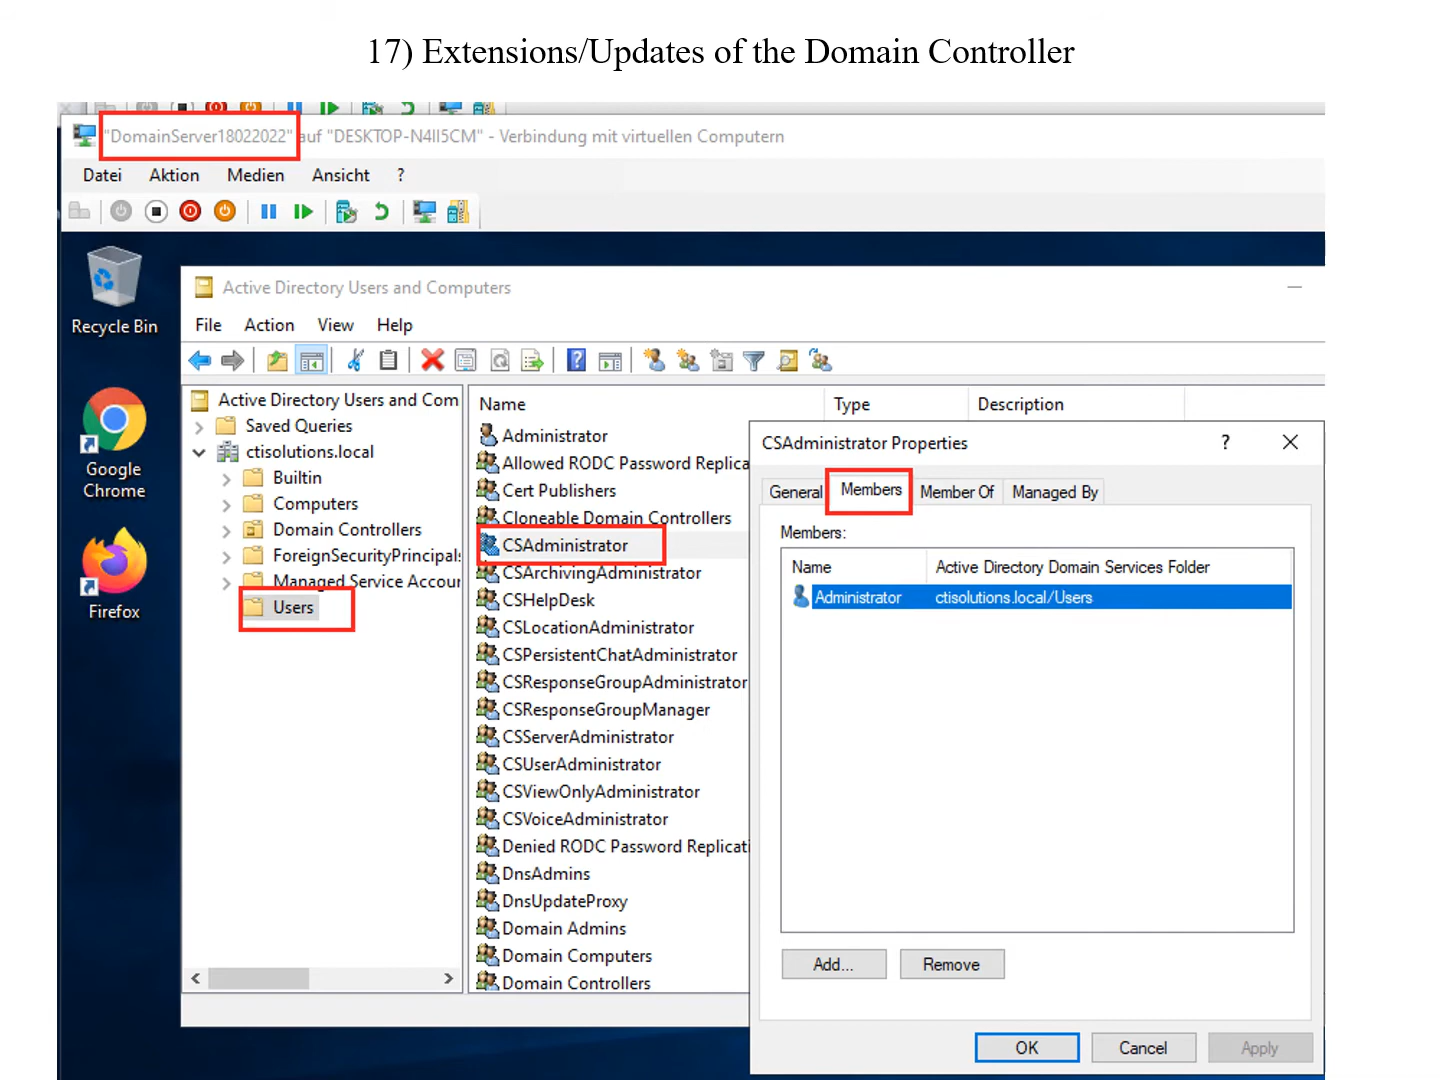 17) Extensions/Updates of the Domain Controller
"DomainServer18022022" auf "DESKTOP-N4II5CM" - Verbindung mit virtuellen Computern
Datei Aktion Medien Ansicht ?
Recycle Bin
Google
Chrome
Firefox
Active Directory Users and Computers
File Action View Help
Active Directory Users and Com
Saved Queries
ctisolutions.local
Builtin
Computers
Domain Controllers
ForeignSecurityPrincipals
Managed Service Accour
Users
Name Type Description
Administrator
Allowed RODC Password Replica
Cert Publishers
Cloneable Domain Controllers
CSAdministrator
CSArchivingAdministrator
CSHelpDesk
CSLocationAdministrator
CSPersistentChatAdministrator
CSResponseGroupAdministrator
CSResponseGroupManager
CSServerAdministrator
CSUserAdministrator
CSViewOnlyAdministrator
CSVoiceAdministrator
Denied RODC Password Replicati
DnsAdmins
DnsUpdateProxy
Domain Admins
Domain Computers
Domain Controllers
CSAdministrator Properties ?
General Members Member Of Managed By
Members:
Name Active Directory Domain Services Folder
Administrator ctisolutions.local/Users
Add... Remove
OK Cancel Apply